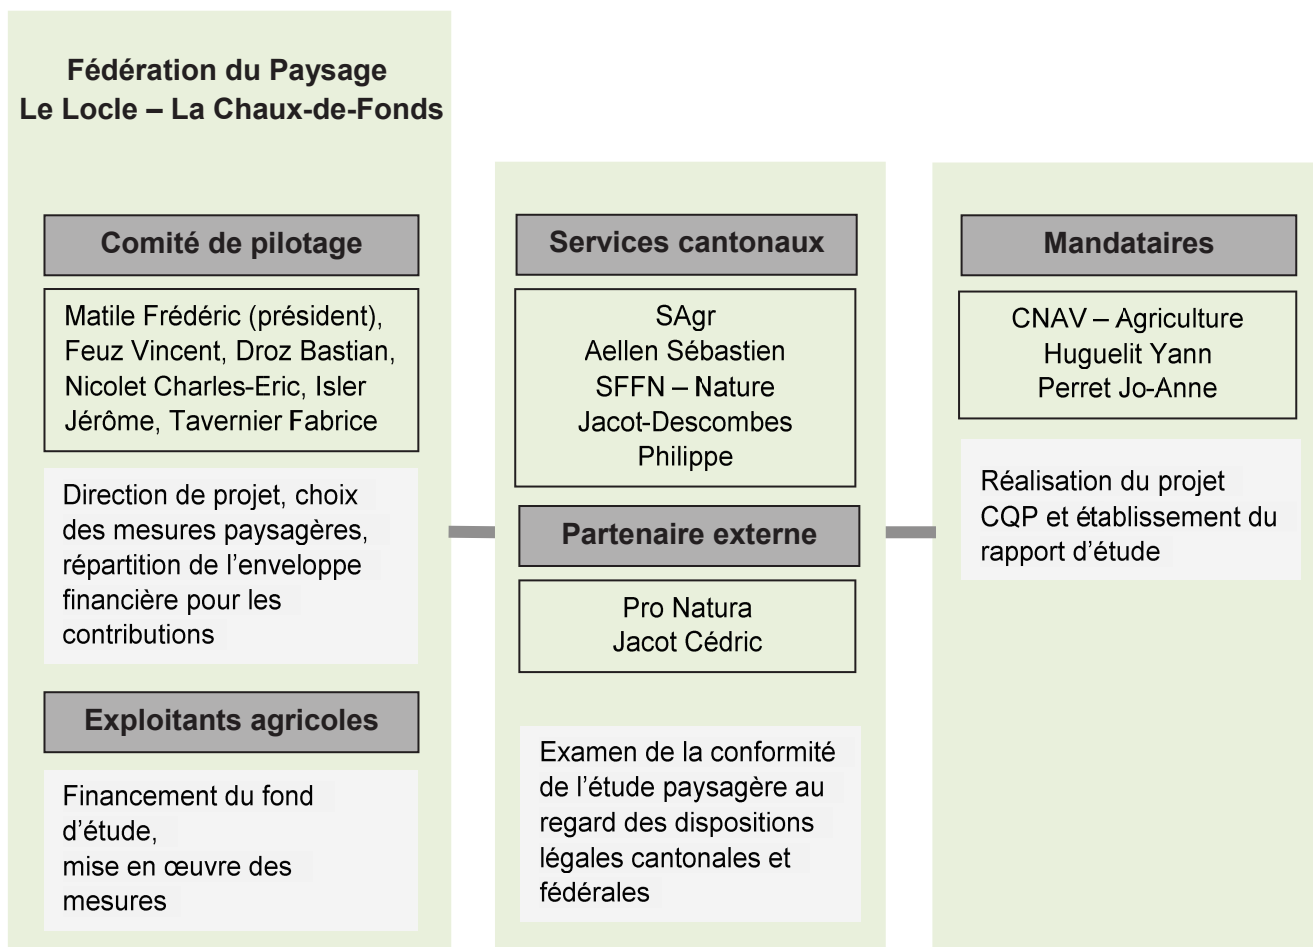 Fédération du Paysage
Le Locle – La Chaux-de-Fonds
Comité de pilotage
Matile Frédéric (président),
Feuz Vincent, Droz Bastian,
Nicolet Charles-Eric, Isler
Jérôme, Tavernier Fabrice
Direction de projet, choix
des mesures paysagères,
répartition de l’enveloppe
financière pour les
contributions
Exploitants agricoles
Financement du fond
d’étude,
mise en œuvre des
mesures
Services cantonaux
SAgr
Aellen Sébastien
SFFN – Nature
Jacot-Descombes
Philippe
Partenaire externe
Pro Natura
Jacot Cédric
Examen de la conformité
de l’étude paysagère au
regard des dispositions
légales cantonales et
fédérales
Mandataires
CNAV – Agriculture
Huguelit Yann
Perret Jo-Anne
Réalisation du projet
CQP et établissement du
rapport d’étude